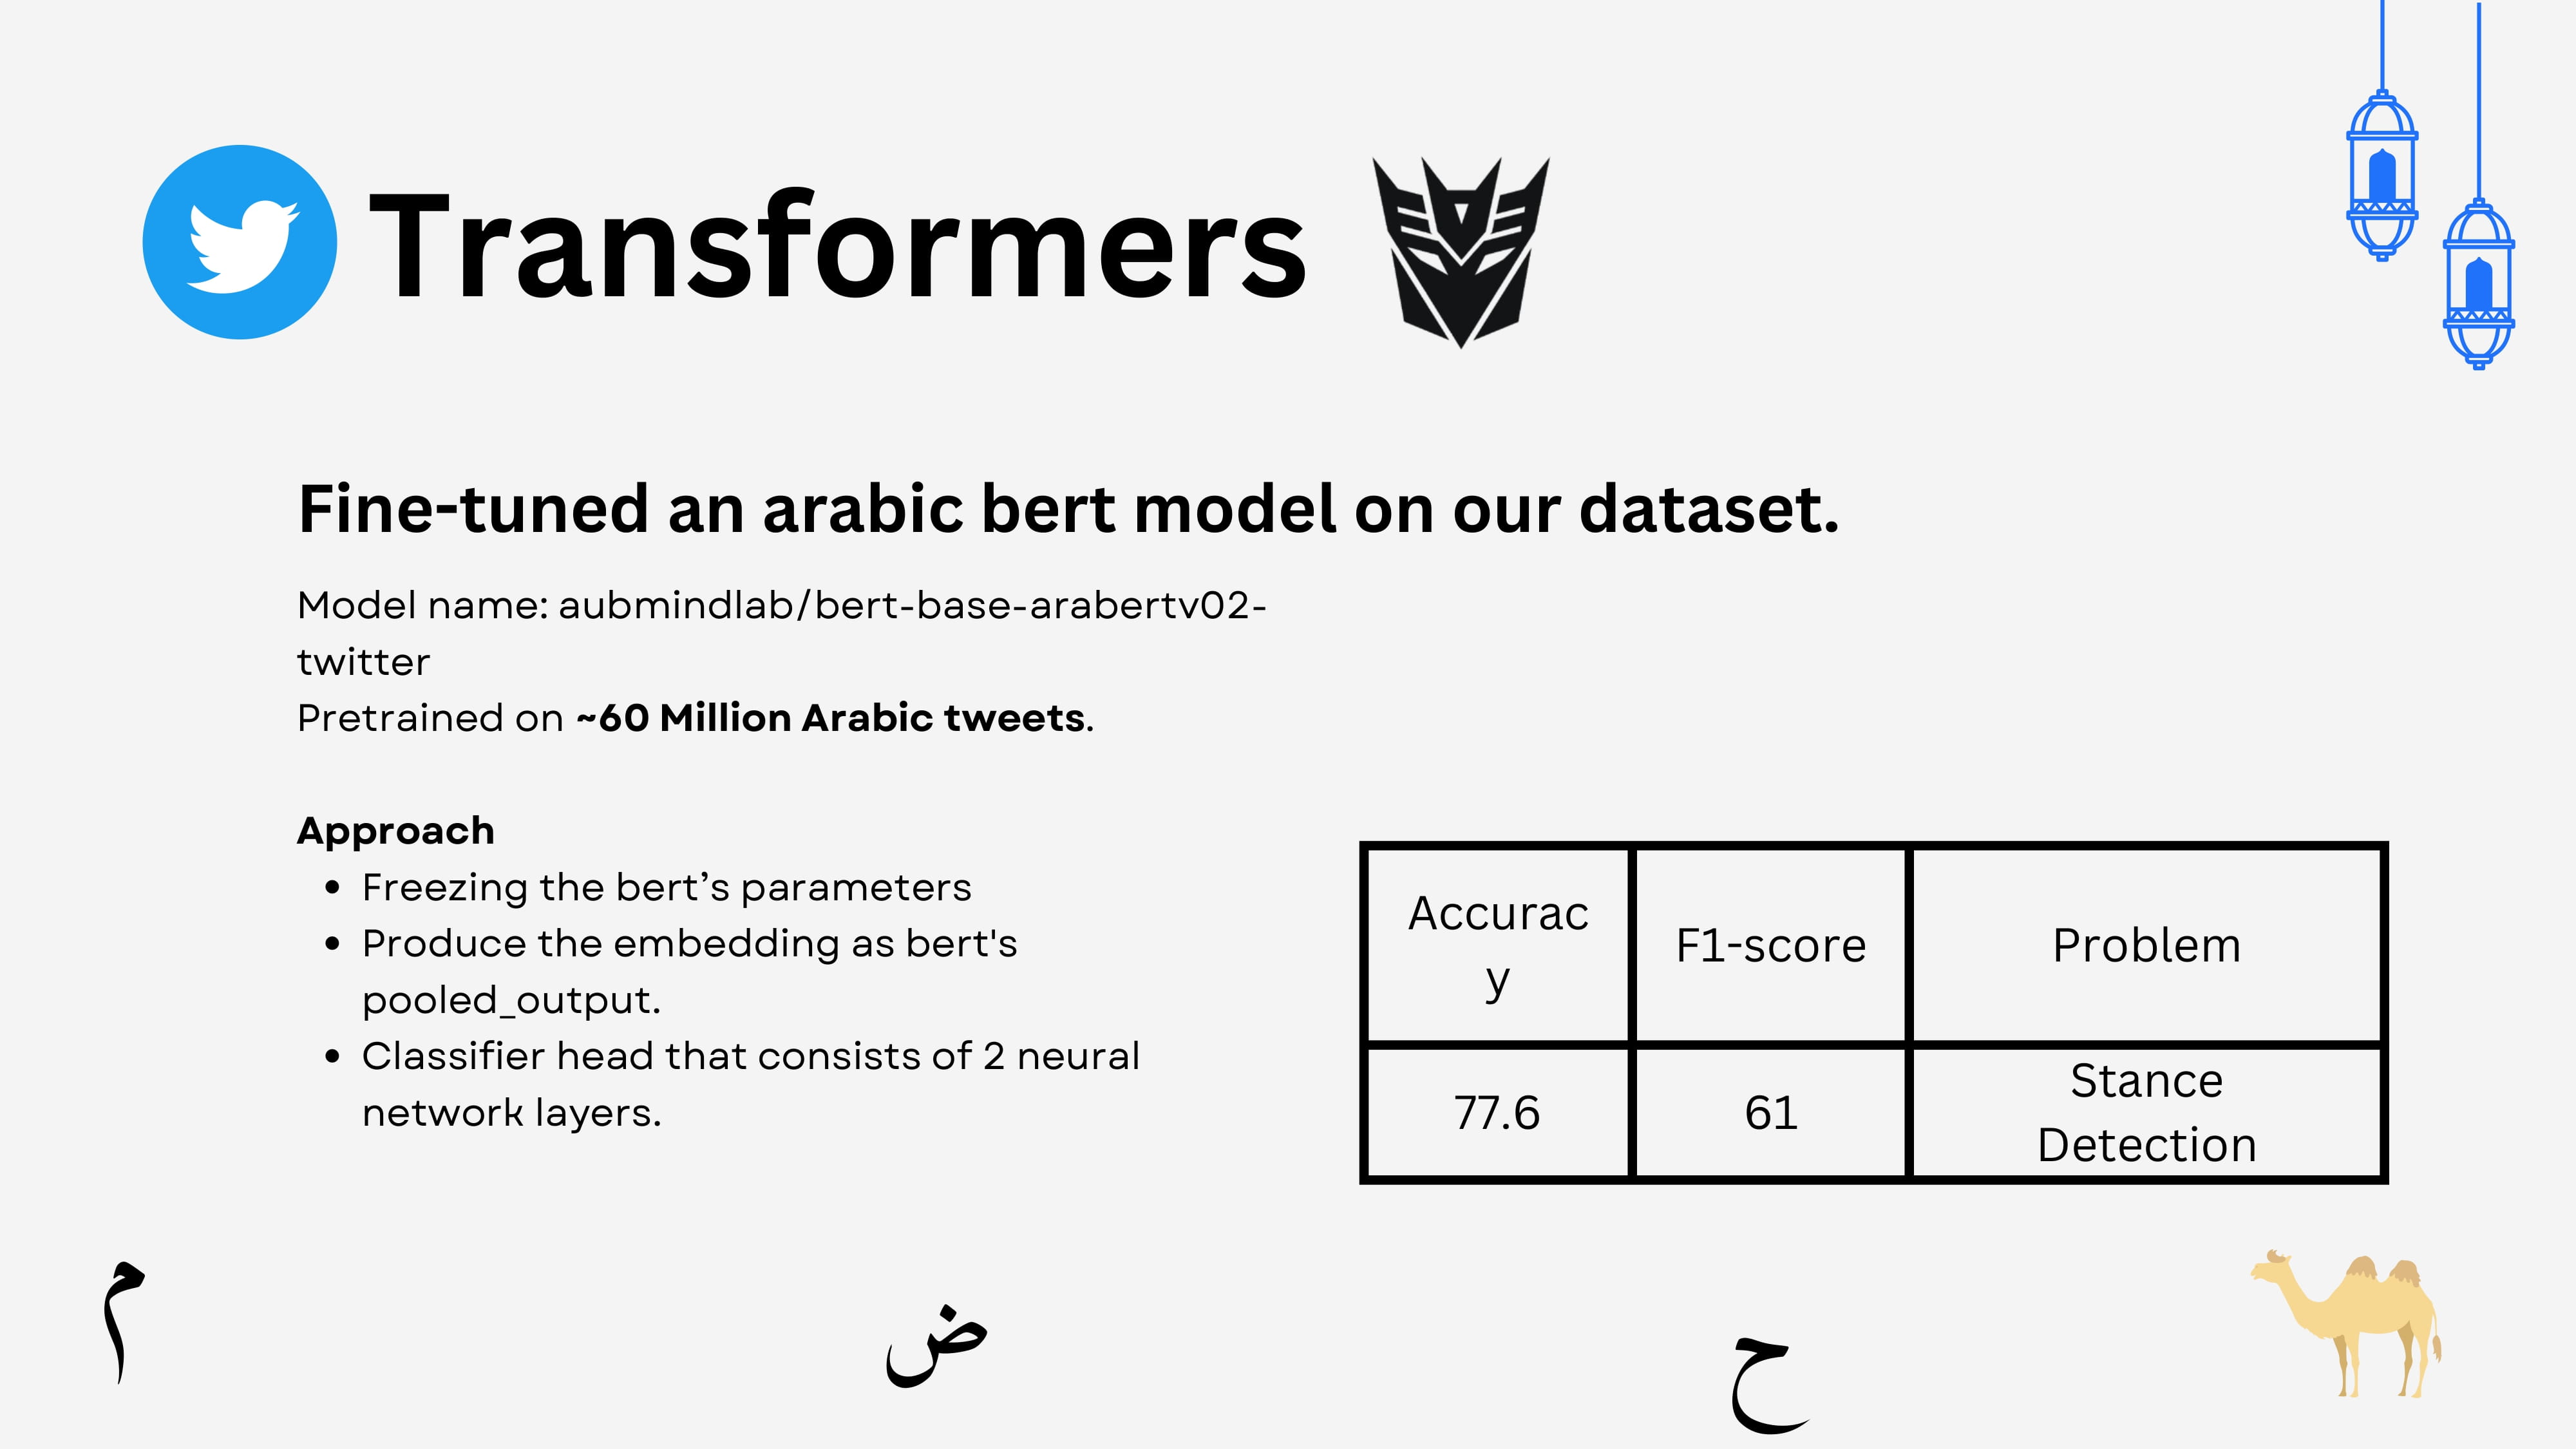 Transformers
Fine-tuned an arabic bert model on our dataset.
Model name: aubmindlab/bert-base-arabertv02-
twitter
Pretrained on ~60 Million Arabic tweets.
Approach
• Freezing the bert’s parameters
• Produce the embedding as bert's
pooled_output.
• Classifier head that consists of 2 neural
network layers.
Accurac
y
F1-score
Problem
77.6
61
Stance
Detection
م
ض
ح